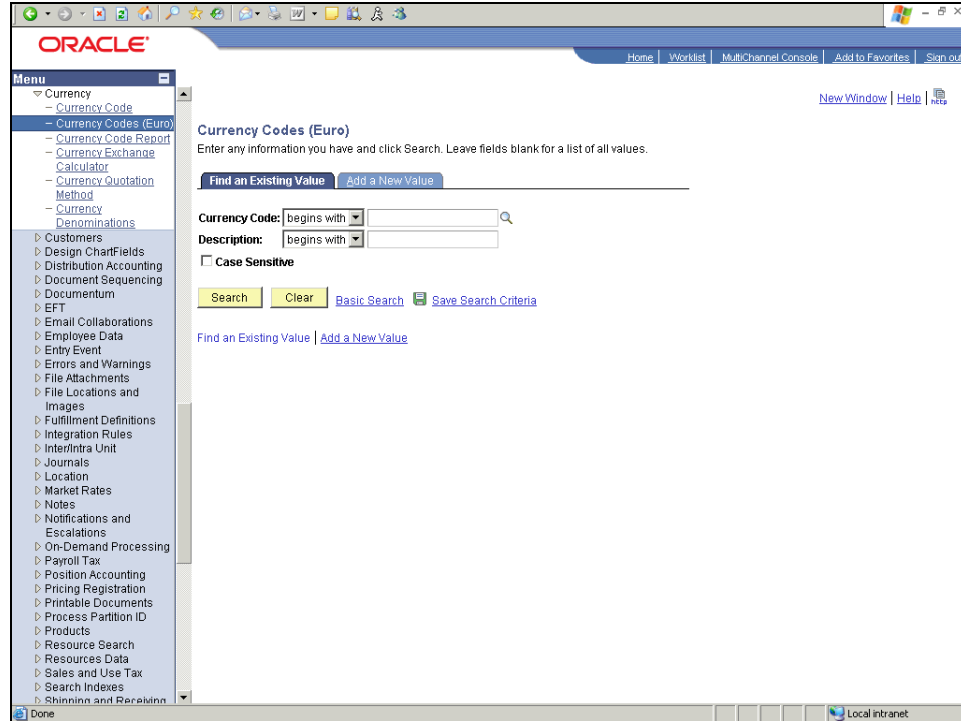 ORACLE'
Home | Worklist | MultiChannel Console | Add to Favorites | Sign out
Menu
Currency
– Currency Code
– Currency Codes (Euro)
– Currency Code Report
– Currency Exchange
Calculator
– Currency Quotation
Method
– Currency
Denominations
Customers
Design ChartFields
Distribution Accounting
Document Sequencing
Documentum
EFT
Email Collaborations
Employee Data
Entry Event
Errors and Warnings
File Attachments
File Locations and
Images
Fulfillment Definitions
Integration Rules
Inter/Intra Unit
Journals
Location
Market Rates
Notes
Notifications and
Escalations
On-Demand Processing
Payroll Tax
Position Accounting
Pricing Registration
Printable Documents
Process Partition ID
Products
Resource Search
Resources Data
Sales and Use Tax
Search Indexes
Shipping and Receiving
New Window | Help | http
Currency Codes (Euro)
Enter any information you have and click Search. Leave fields blank for a list of all values.
Find an Existing Value
Add a New Value
Currency Code: begins with
Description: begins with
Case Sensitive
Search Clear Basic Search Save Search Criteria
Find an Existing Value | Add a New Value
Done
Local intranet